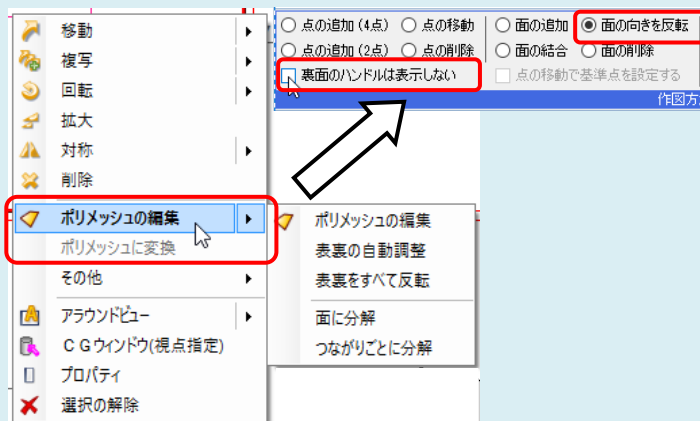 移動
複写
回転
拡大
対称
削除
ポリメッシュの編集
ポリメッシュに変換
その他
アラウンドビュー
CGウィンドウ(視点指定)
プロパティ
選択の解除
ポリメッシュの編集
表裏の自動調整
表裏をすべて反転
面に分解
つながりごとに分解
点の追加(4点) 点の移動 面の追加 面の向きを反転
点の追加(2点) 点の削除 面の結合 面の削除
裏面のハンドルは表示しない 点の移動で基準点を設定する
作図方